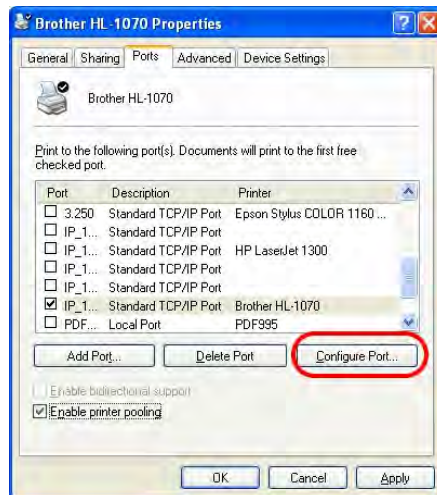 Brother HL-1070 Properties
General Sharing Ports Advanced Device Settings
Brother HL-1070
Print to the following port(s). Documents will print to the first free
checked port.
Port Description Printer
3.250 Standard TCP/IP Port Epson Stylus COLOR 1160 ...
IP_1... Standard TCP/IP Port HP LaserJet 1300
IP_1... Standard TCP/IP Port
IP_1... Standard TCP/IP Port
IP_1... Standard TCP/IP Port
IP_1... Standard TCP/IP Port Brother HL-1070
PDF... Local Port PDF995
Add Port... Delete Port Configure Port...
Enable bidirectional support
Enable printer pooling
OK Cancel Apply